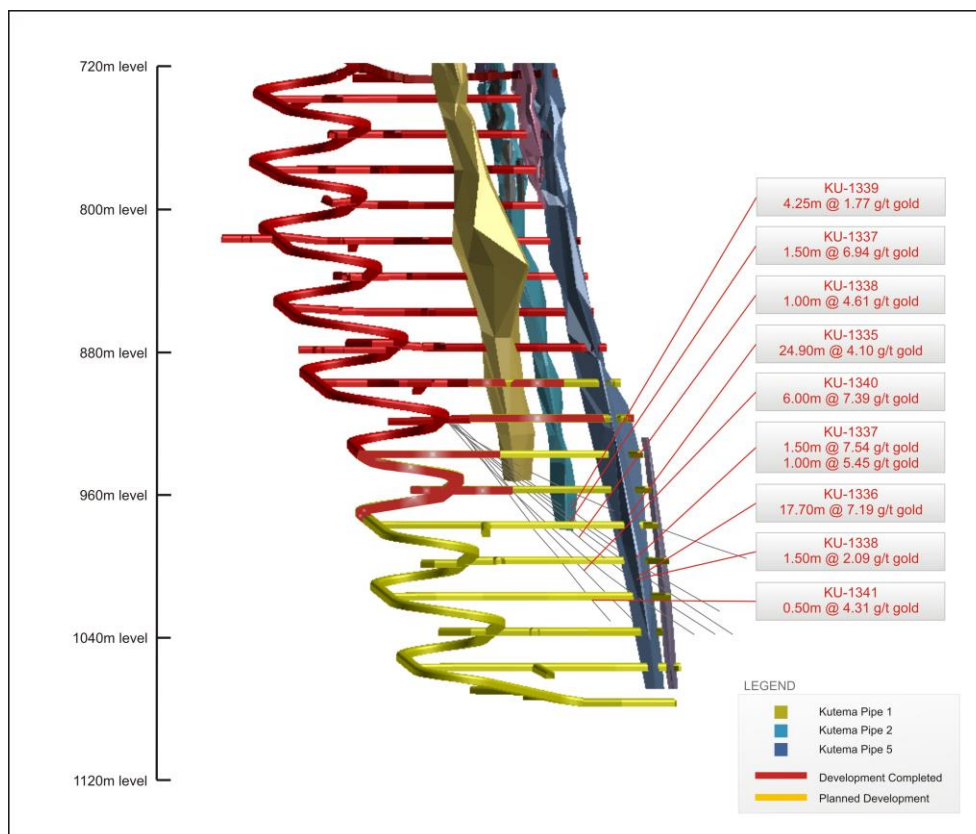 720m level
800m level
880m level
960m level
1040m level
1120m level
KU-1339
4.25m @ 1.77 g/t gold
KU-1337
1.50m @ 6.94 g/t gold
KU-1338
1.00m @ 4.61 g/t gold
KU-1335
24.90m @ 4.10 g/t gold
KU-1340
6.00m @ 7.39 g/t gold
KU-1337
1.50m @ 7.54 g/t gold
1.00m @ 5.45 g/t gold
KU-1336
17.70m @ 7.19 g/t gold
KU-1338
1.50m @ 2.09 g/t gold
KU-1341
0.50m @ 4.31 g/t gold
LEGEND
Kutema Pipe 1
Kutema Pipe 2
Kutema Pipe 5
Development Completed
Planned Development